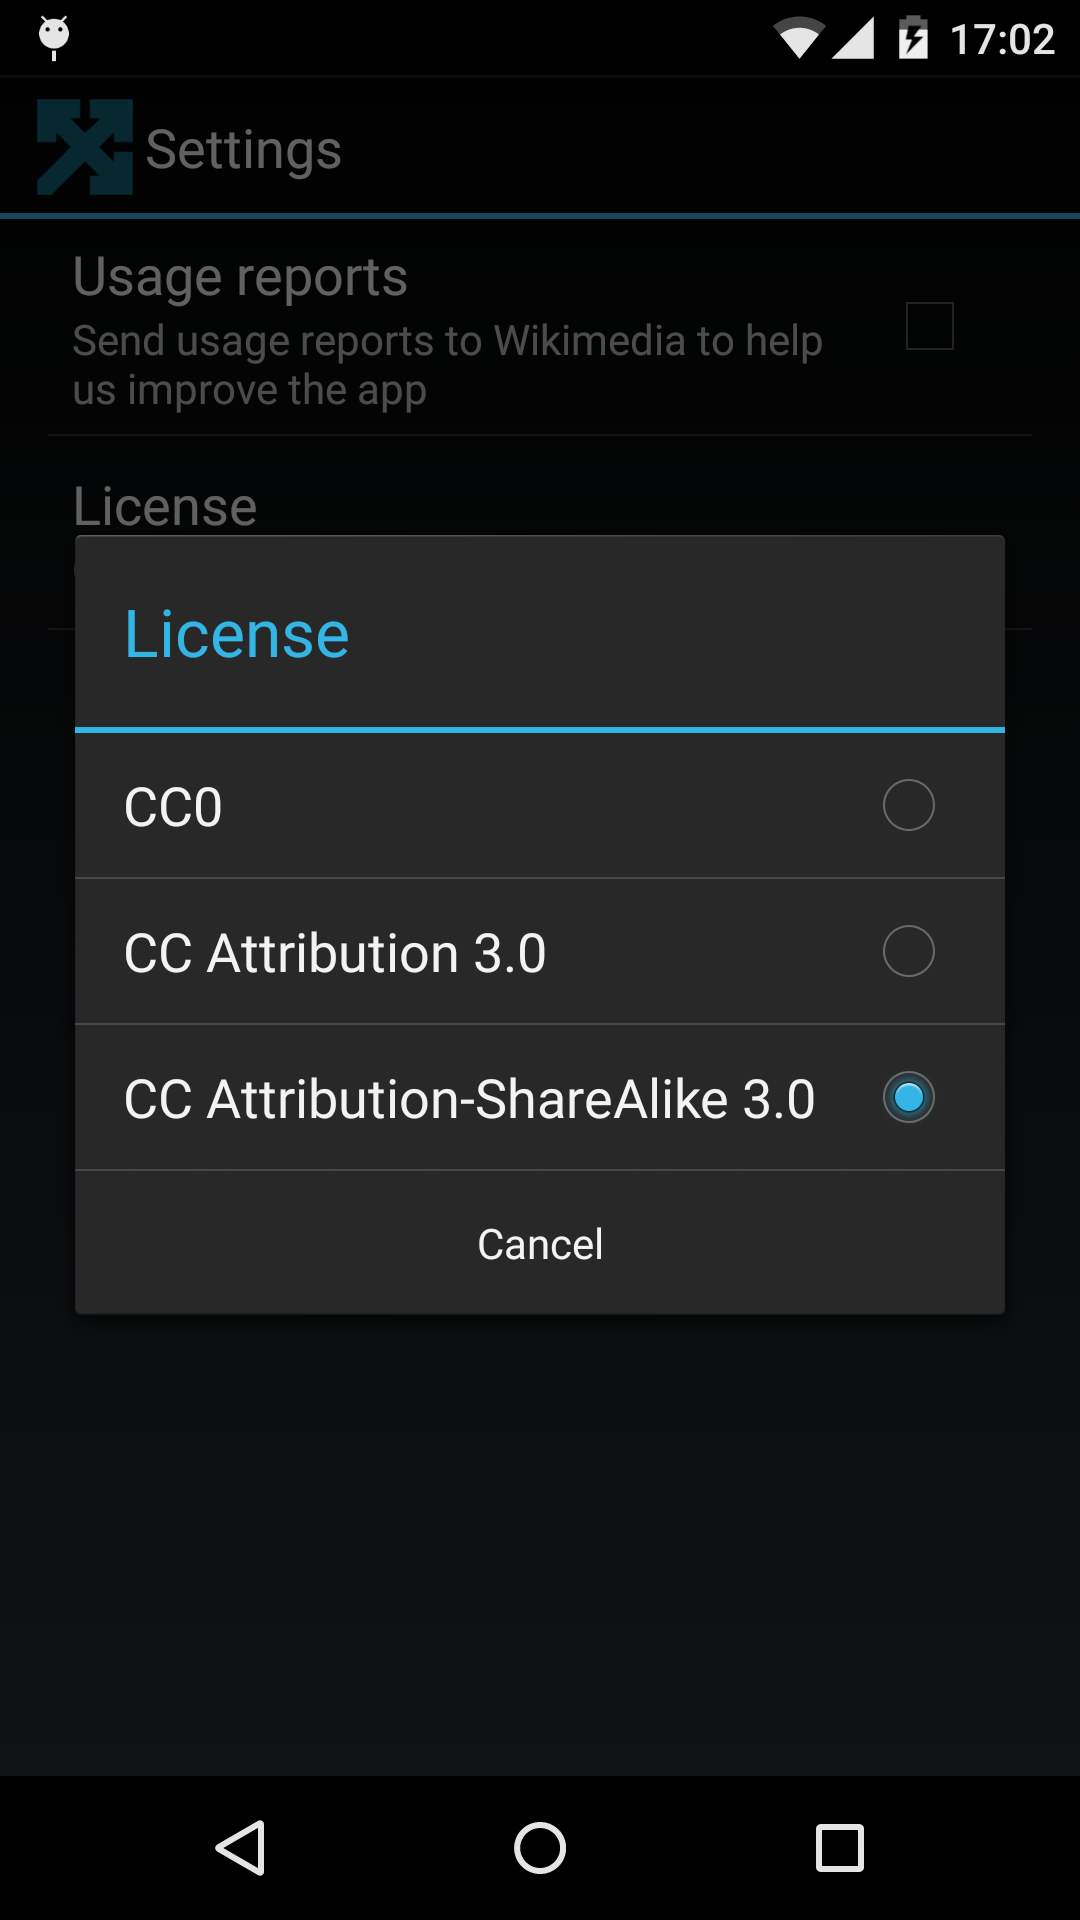 17:02
Settings
Usage reports
Send usage reports to Wikimedia to help
us improve the app
License
License
CC0
CC Attribution 3.0
CC Attribution-ShareAlike 3.0
Cancel